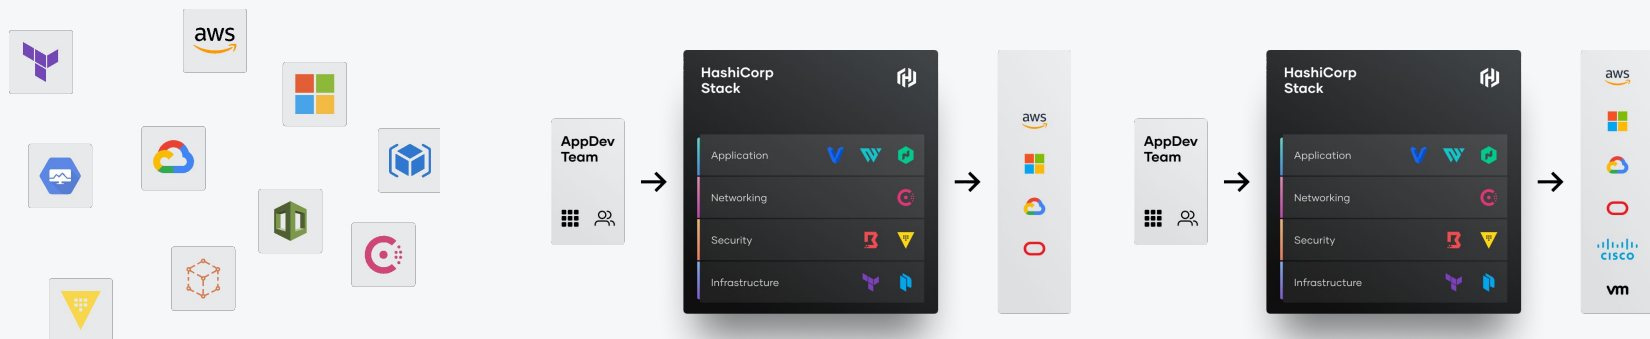 aws
AppDev
Team
HashiCorp
Stack
Application
Networking
Security
Infrastructure
aws
AppDev
Team
HashiCorp
Stack
Application
Networking
Security
Infrastructure
aws
CISCO
vm